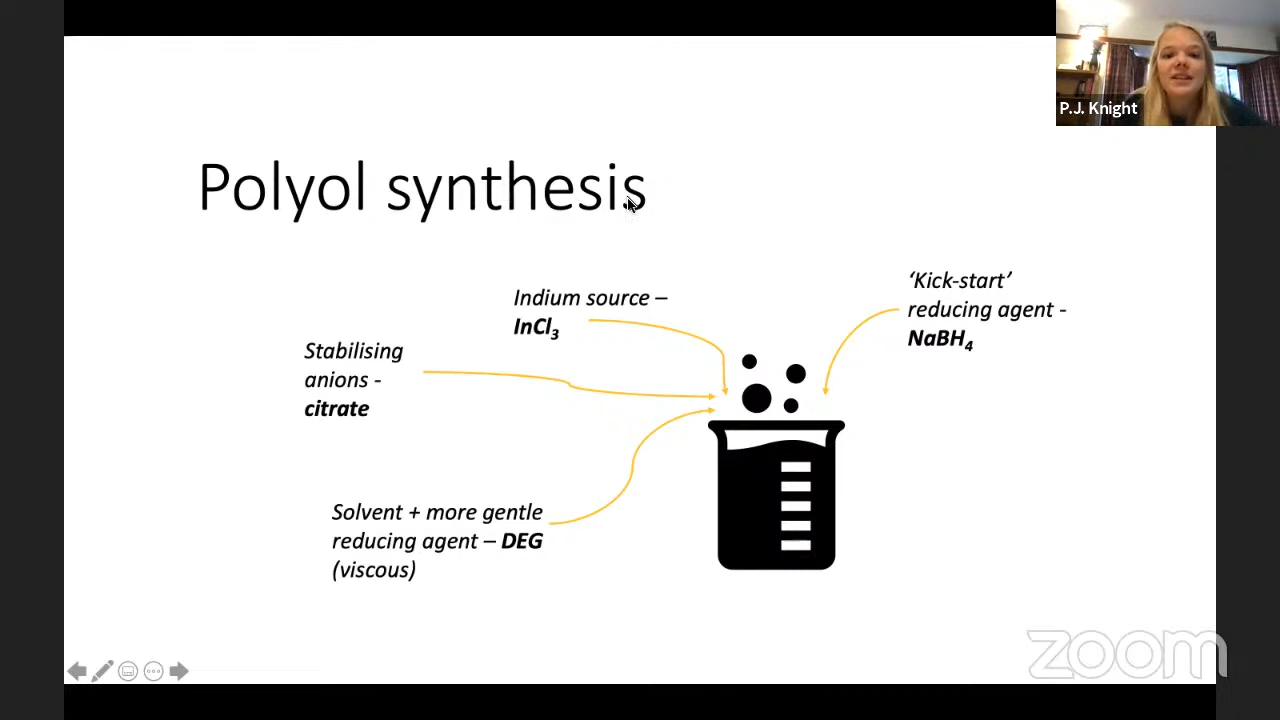 P.J. Knight
Polyol synthesis
Indium source –
InCl₃
‘Kick-start’
reducing agent -
NaBH₄
Stabilising
anions -
citrate
Solvent + more gentle
reducing agent – DEG
(viscous)
zoom